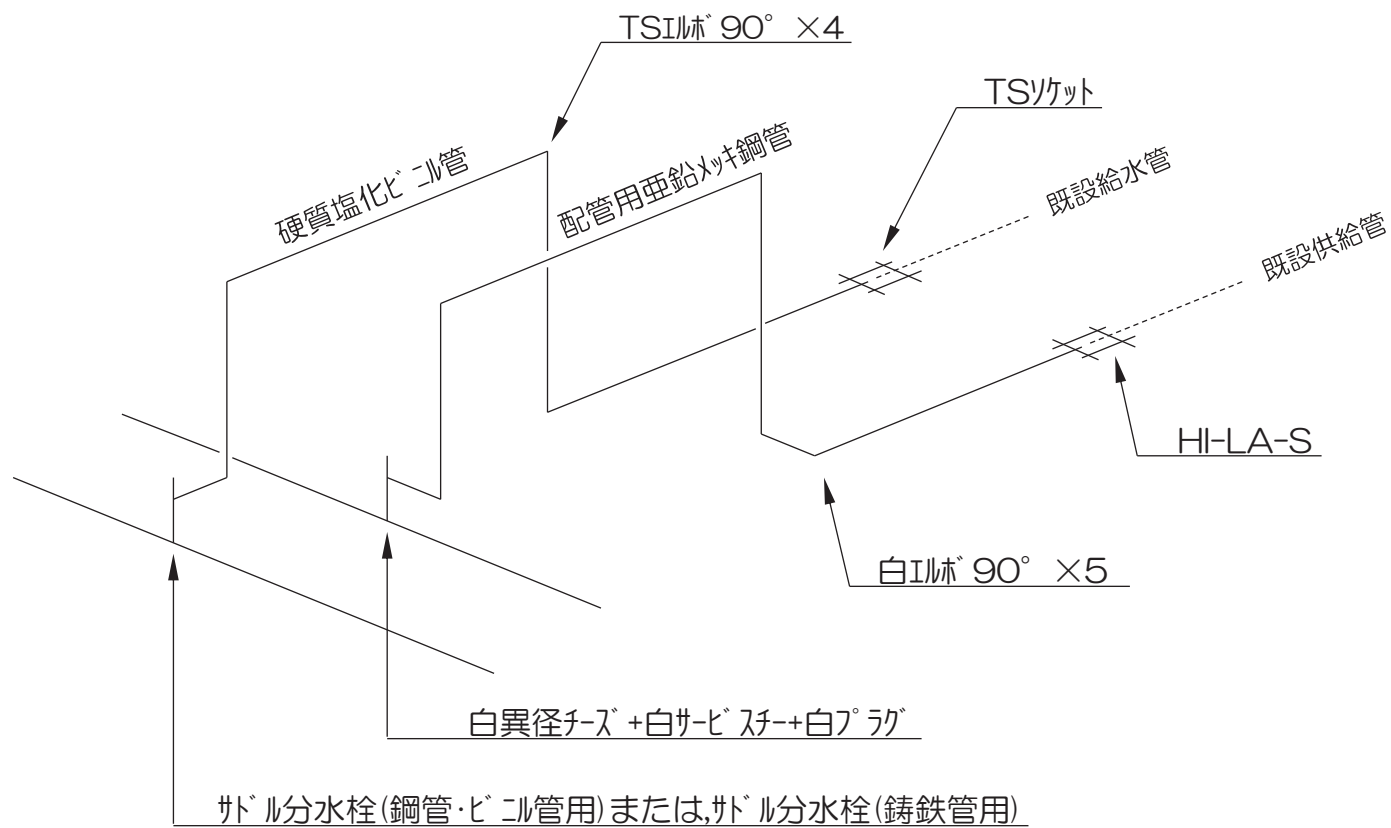 TSｴﾙﾎﾞ90° ×4
TSｿｹｯﾄ
硬質塩化ﾋﾞﾆﾙ管
配管用亜鉛ﾒｯｷ鋼管
既設給水管
既設供給管
HI-LA-S
白ｴﾙﾎﾞ90° ×5
白異径ﾁｰｽﾞ+白ｻｰﾋﾞｽﾁｰ+白ﾌﾟﾗｸﾞ
ｻﾄﾞﾙ分水栓(鋼管･ﾋﾞﾆﾙ管用)または,ｻﾄﾞﾙ分水栓(鋳鉄管用)